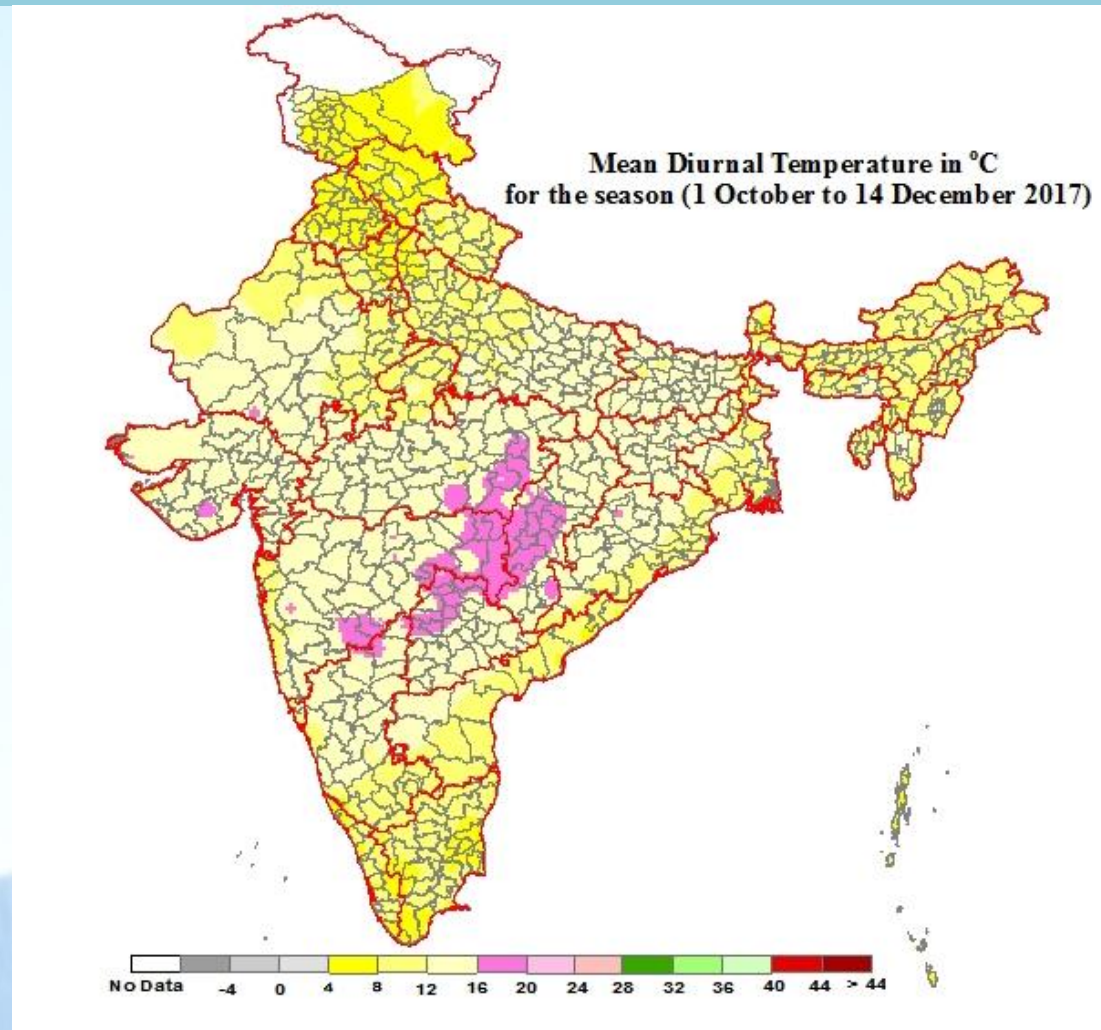 Mean Diurnal Temperature in °C
for the season (1 October to 14 December 2017)
No Data -4 0 4 8 12 16 20 24 28 32 36 40 44 > 44